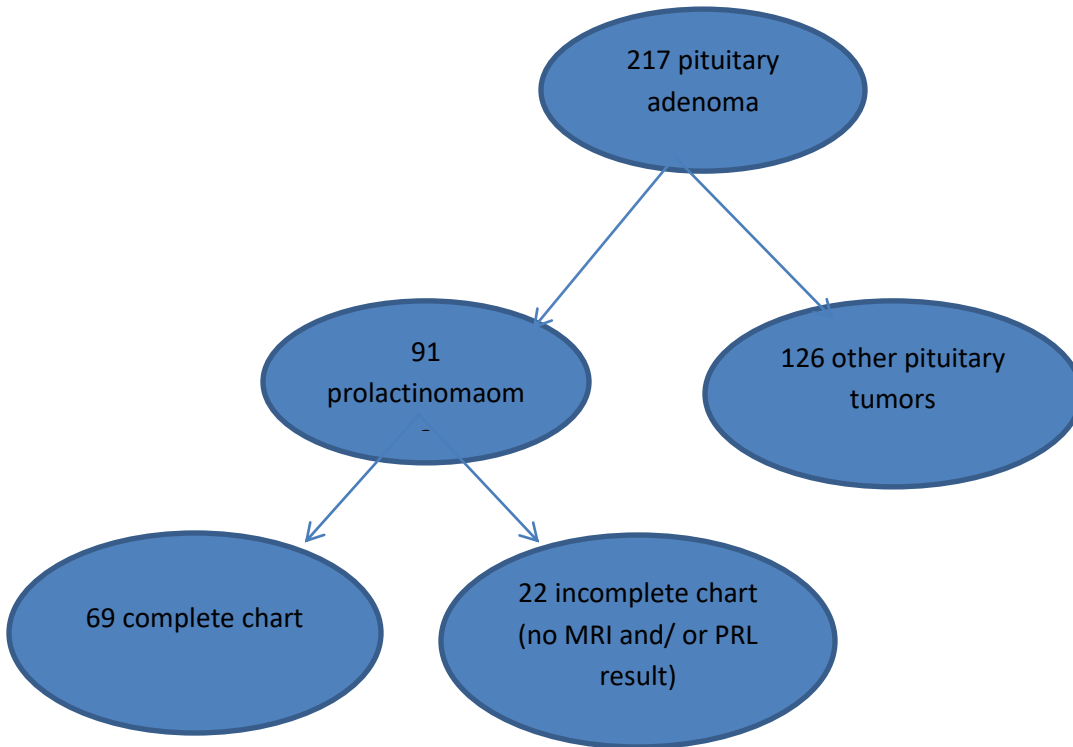 217 pituitary
adenoma
91
prolactinomaom
126 other pituitary
tumors
69 complete chart
22 incomplete chart
(no MRI and/ or PRL
result)